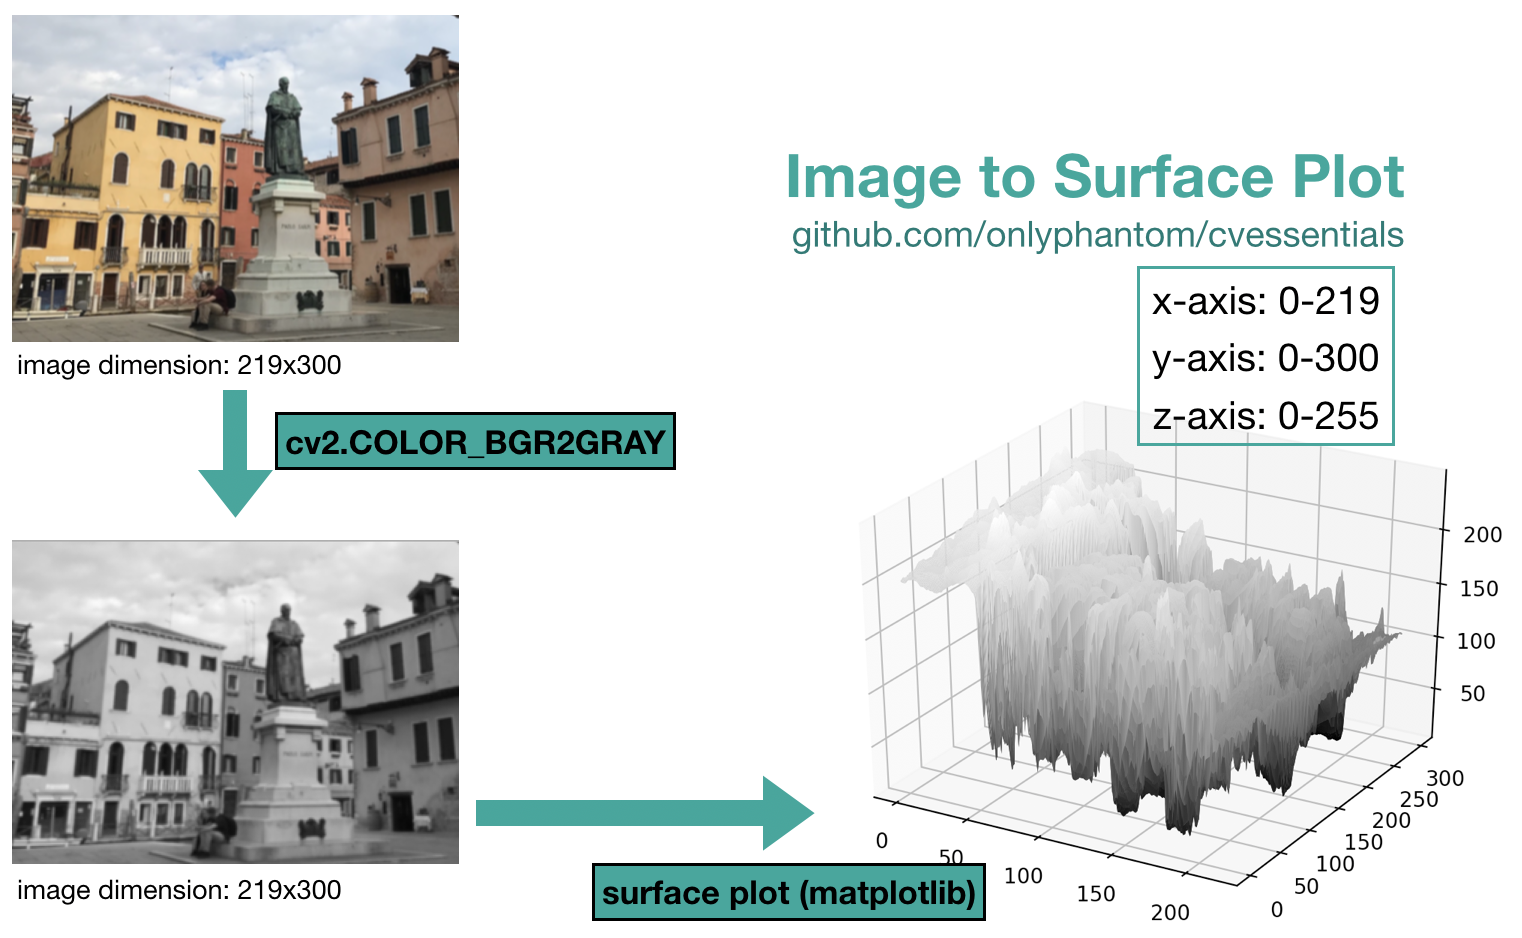 Image to Surface Plot
github.com/onlyphantom/cvessentials
x-axis: 0-219
y-axis: 0-300
z-axis: 0-255
image dimension: 219x300
cv2.COLOR_BGR2GRAY
image dimension: 219x300
surface plot (matplotlib)
200
150
100
50
0
50
100
150
200
0
50
100
150
200
250
300